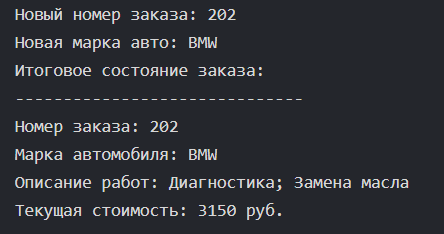 Новый номер заказа: 202
Новая марка авто: BMW
Итоговое состояние заказа:
------------------------------
Номер заказа: 202
Марка автомобиля: BMW
Описание работ: Диагностика; Замена масла
Текущая стоимость: 3150 руб.